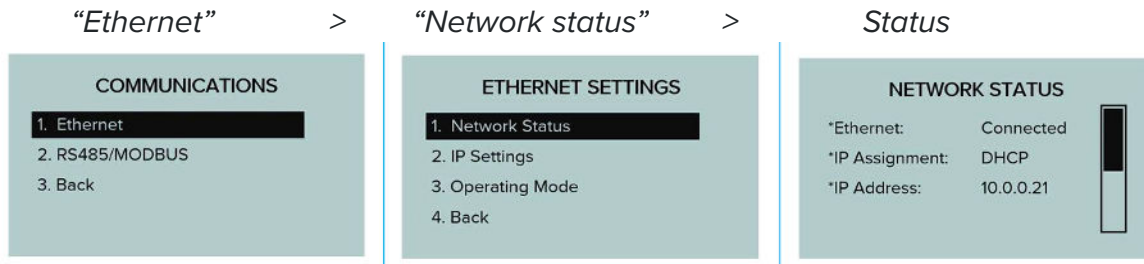 “Ethernet” > “Network status” > Status
COMMUNICATIONS
1. Ethernet
2. RS485/MODBUS
3. Back
ETHERNET SETTINGS
1. Network Status
2. IP Settings
3. Operating Mode
4. Back
NETWORK STATUS
*Ethernet: Connected
*IP Assignment: DHCP
*IP Address: 10.0.0.21